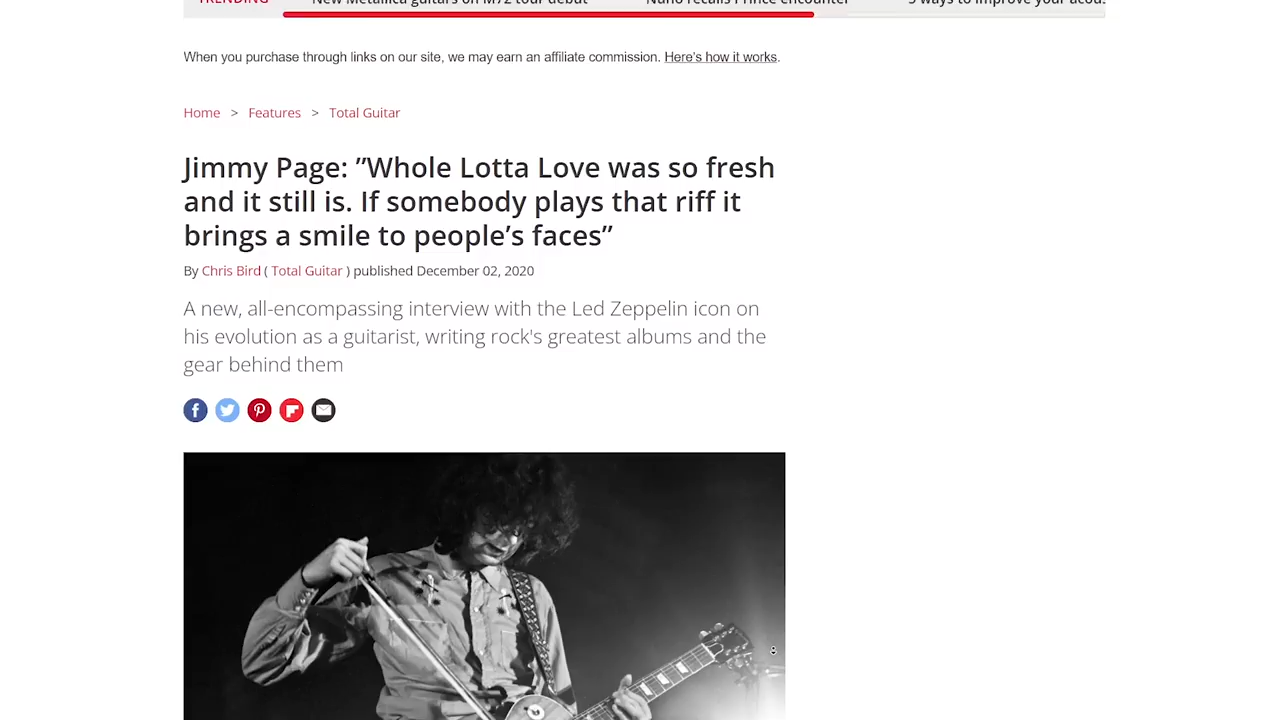 TRENDING New Metallica guitars on M72 tour debut Nuno recalls Prince encounter 5 ways to improve your acou
When you purchase through links on our site, we may earn an affiliate commission. Here's how it works.
Home > Features > Total Guitar
Jimmy Page: ”Whole Lotta Love was so fresh
and it still is. If somebody plays that riff it
brings a smile to people’s faces”
By Chris Bird ( Total Guitar ) published December 02, 2020
A new, all-encompassing interview with the Led Zeppelin icon on
his evolution as a guitarist, writing rock's greatest albums and the
gear behind them